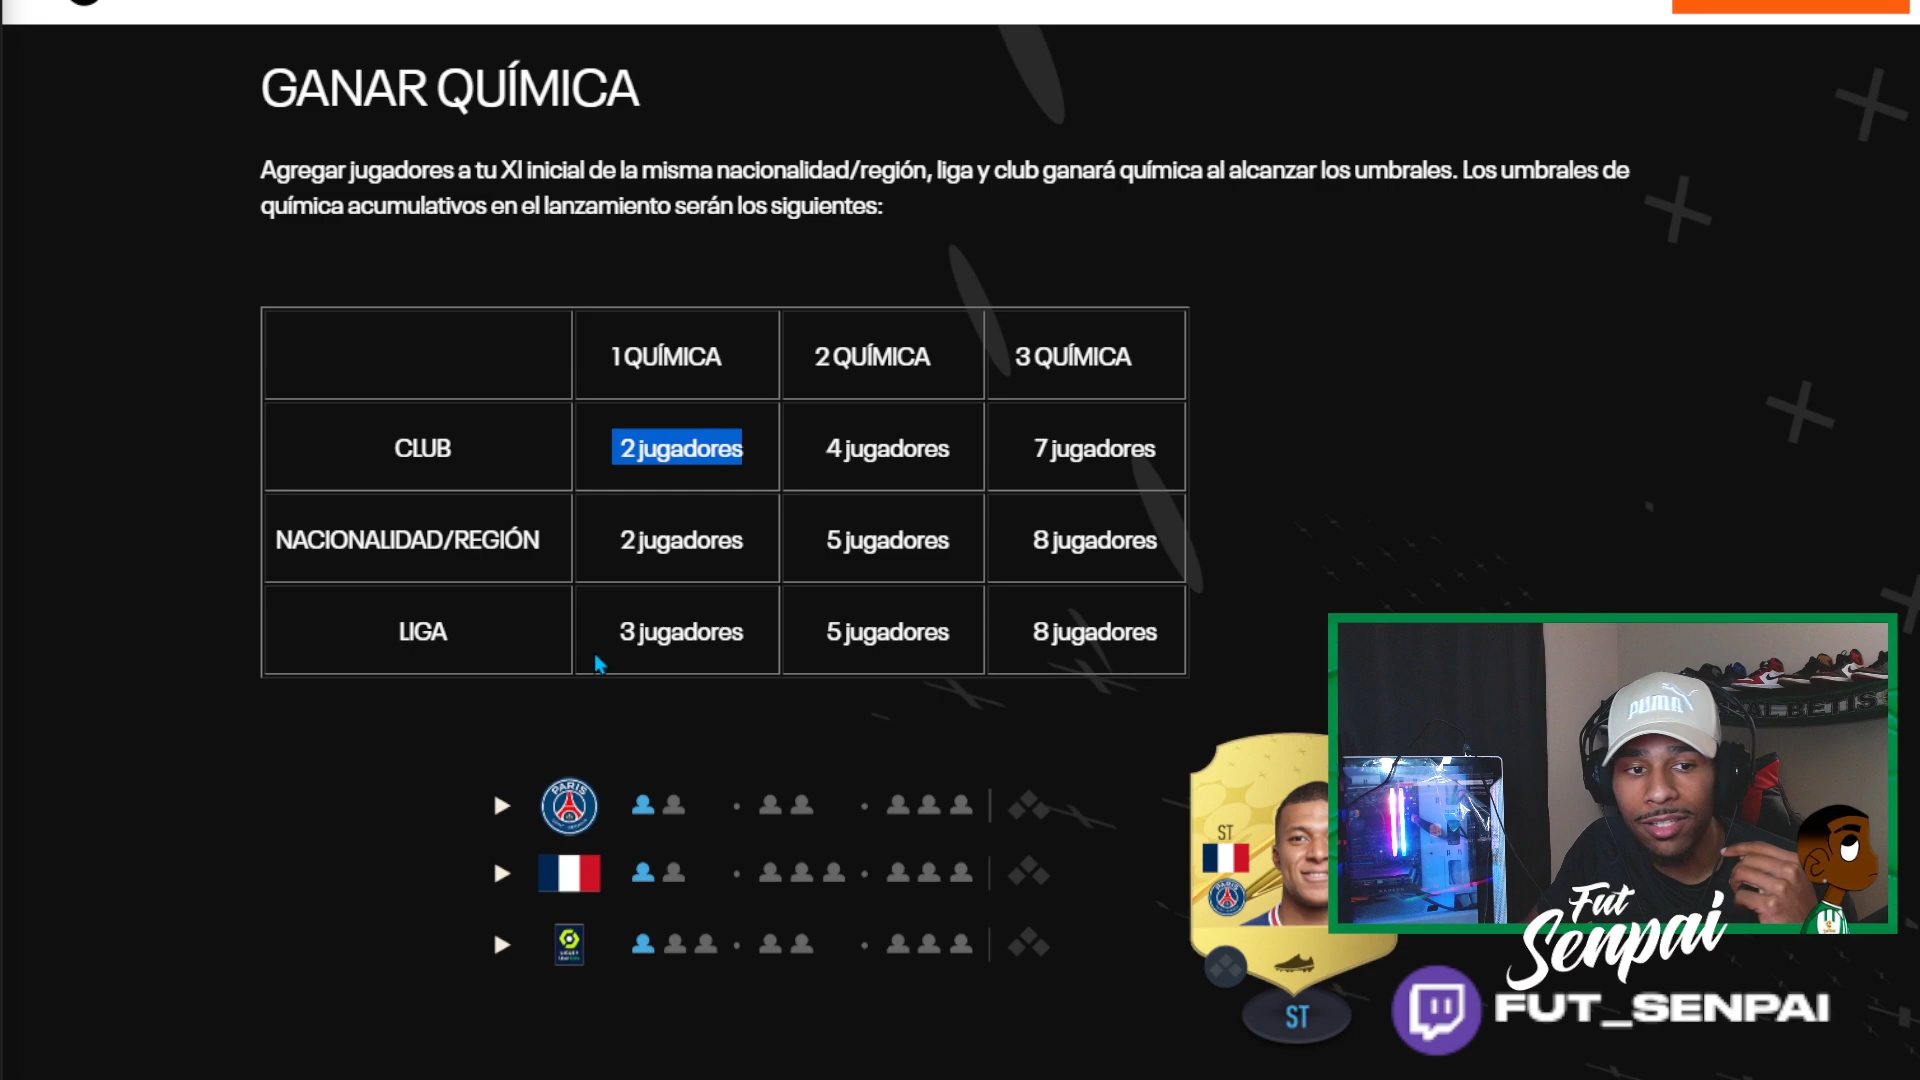 GANAR QUÍMICA
Agregar jugadores a tu XI inicial de la misma nacionalidad/región, liga y club ganará química al alcanzar los umbrales. Los umbrales de
química acumulativos en el lanzamiento serán los siguientes:
1 QUÍMICA 2 QUÍMICA 3 QUÍMICA
CLUB 2 jugadores 4 jugadores 7 jugadores
NACIONALIDAD/REGIÓN 2 jugadores 5 jugadores 8 jugadores
LIGA 3 jugadores 5 jugadores 8 jugadores
PARIS
ST
PARIS
ST
PUMA
Fut
Senpai
FUT_SENPAI